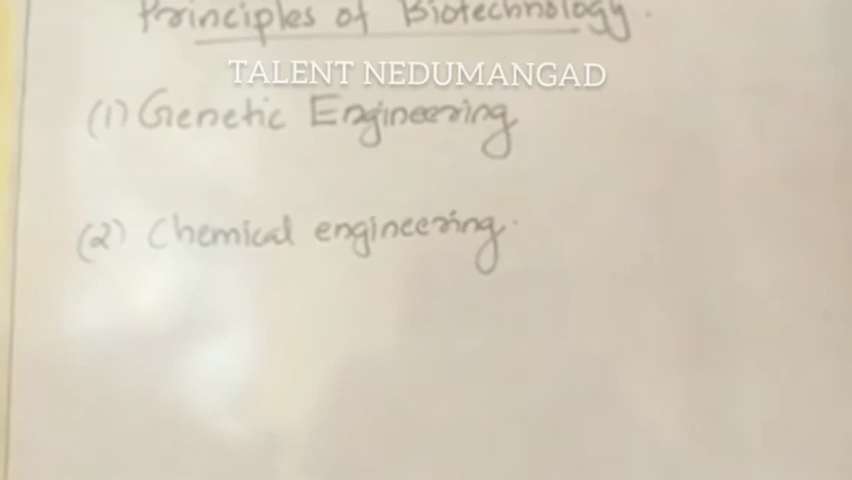 Principles of Biotechnology.
TALENT NEDUMANGAD
(1) Genetic Engineering
(2) Chemical engineering.